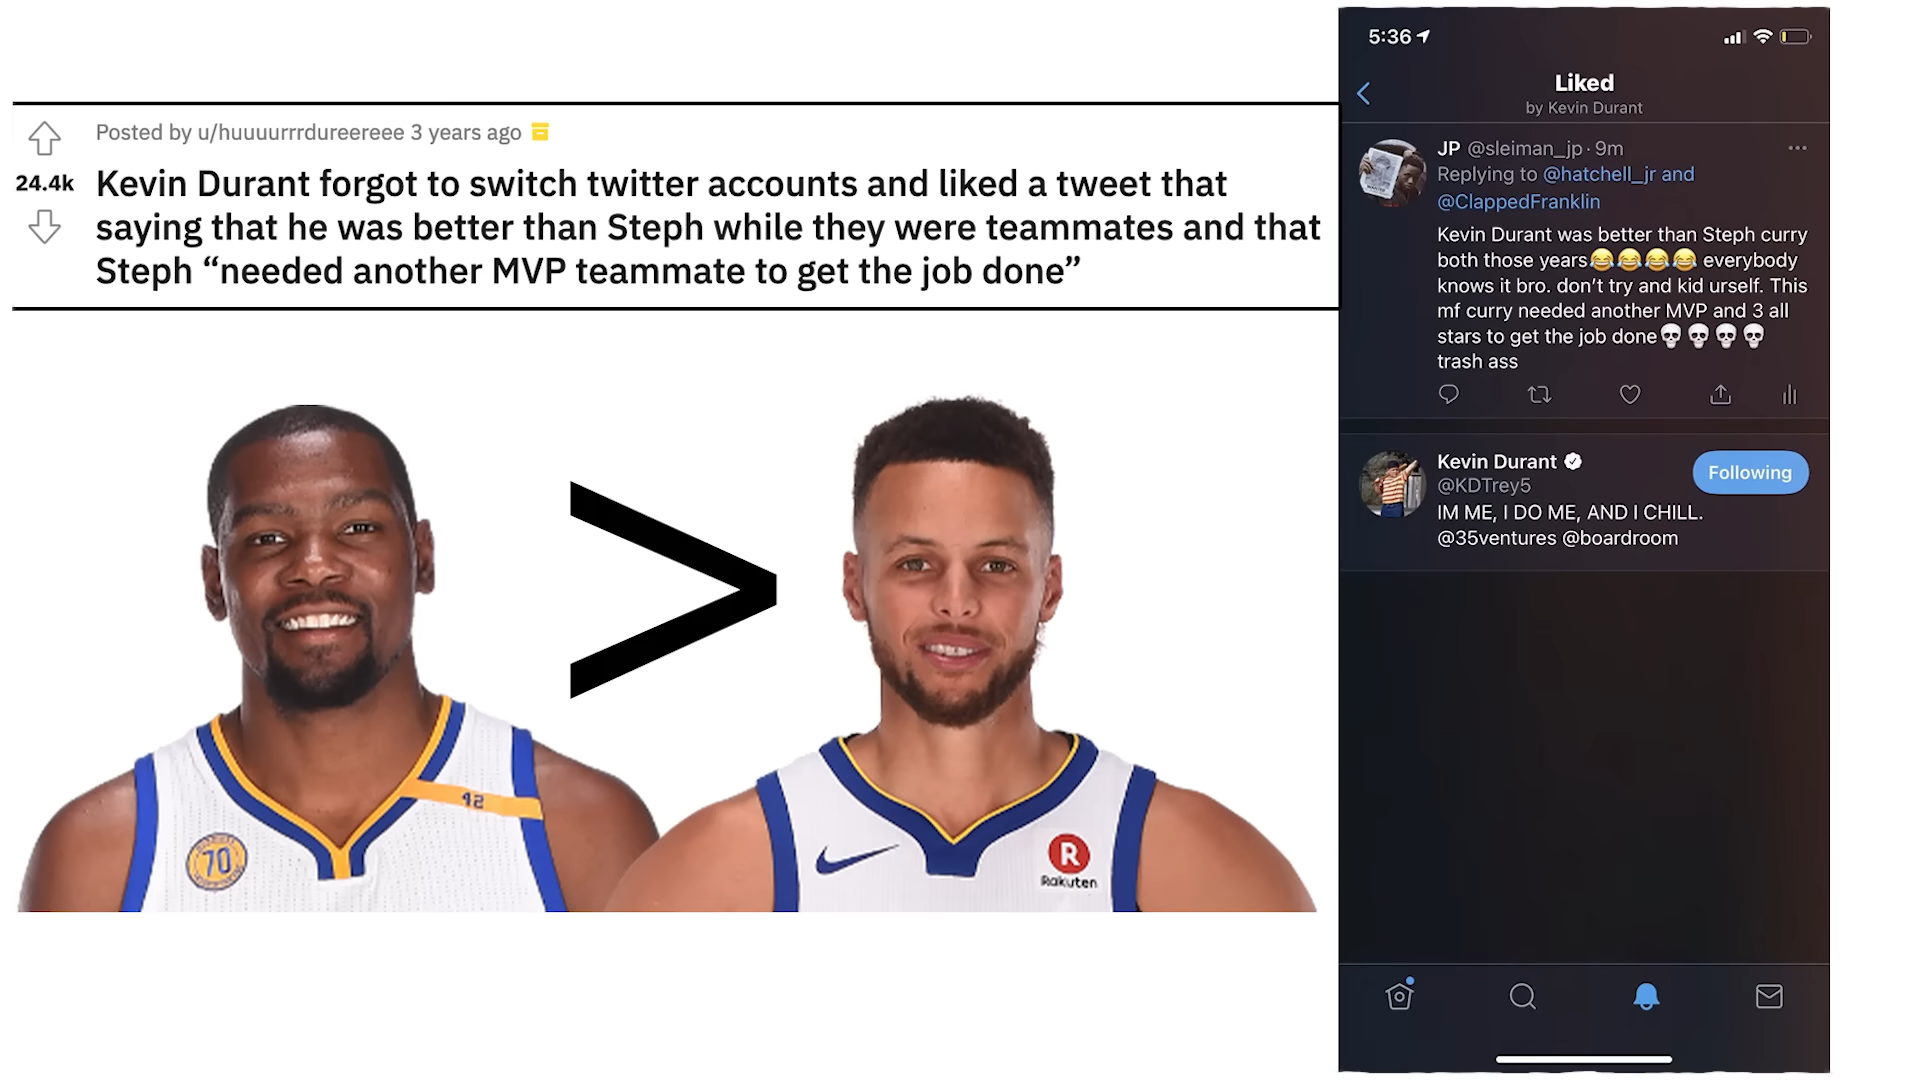 Posted by u/huuuurrrdureereee 3 years ago
24.4k
Kevin Durant forgot to switch twitter accounts and liked a tweet that
saying that he was better than Steph while they were teammates and that
Steph “needed another MVP teammate to get the job done”
>
42
70
R
Rakuten
5:36
Liked
by Kevin Durant
JP @sleiman_jp · 9m
Replying to @hatchell_jr and
@ClappedFranklin
Kevin Durant was better than Steph curry
both those years😂😂😂😂 everybody
knows it bro. don’t try and kid urself. This
mf curry needed another MVP and 3 all
stars to get the job done💀💀💀💀
trash ass
Kevin Durant
@KDTrey5
Following
IM ME, I DO ME, AND I CHILL.
@35ventures @boardroom